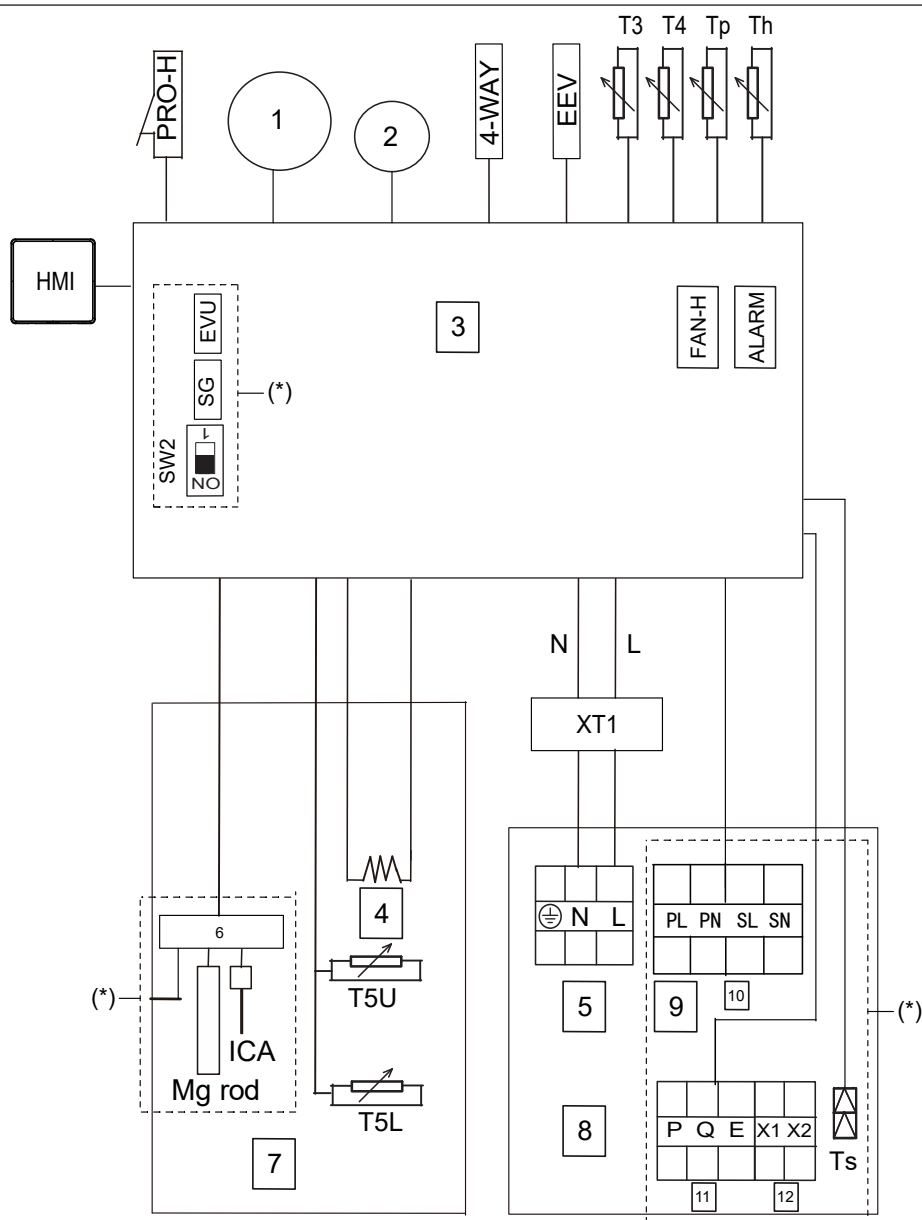 T3 T4 Tp Th
PRO-H
1
2
4-WAY
EEV
HMI
EVU
SG
SW2
1
ON
(*)
3
FAN-H
ALARM
N L
XT1
4
6
(*)
ICA
Mg rod
T5U
T5L
7
N L
5
PL PN SL SN
9
10
(*)
8
P Q E X1 X2
11
12
Ts